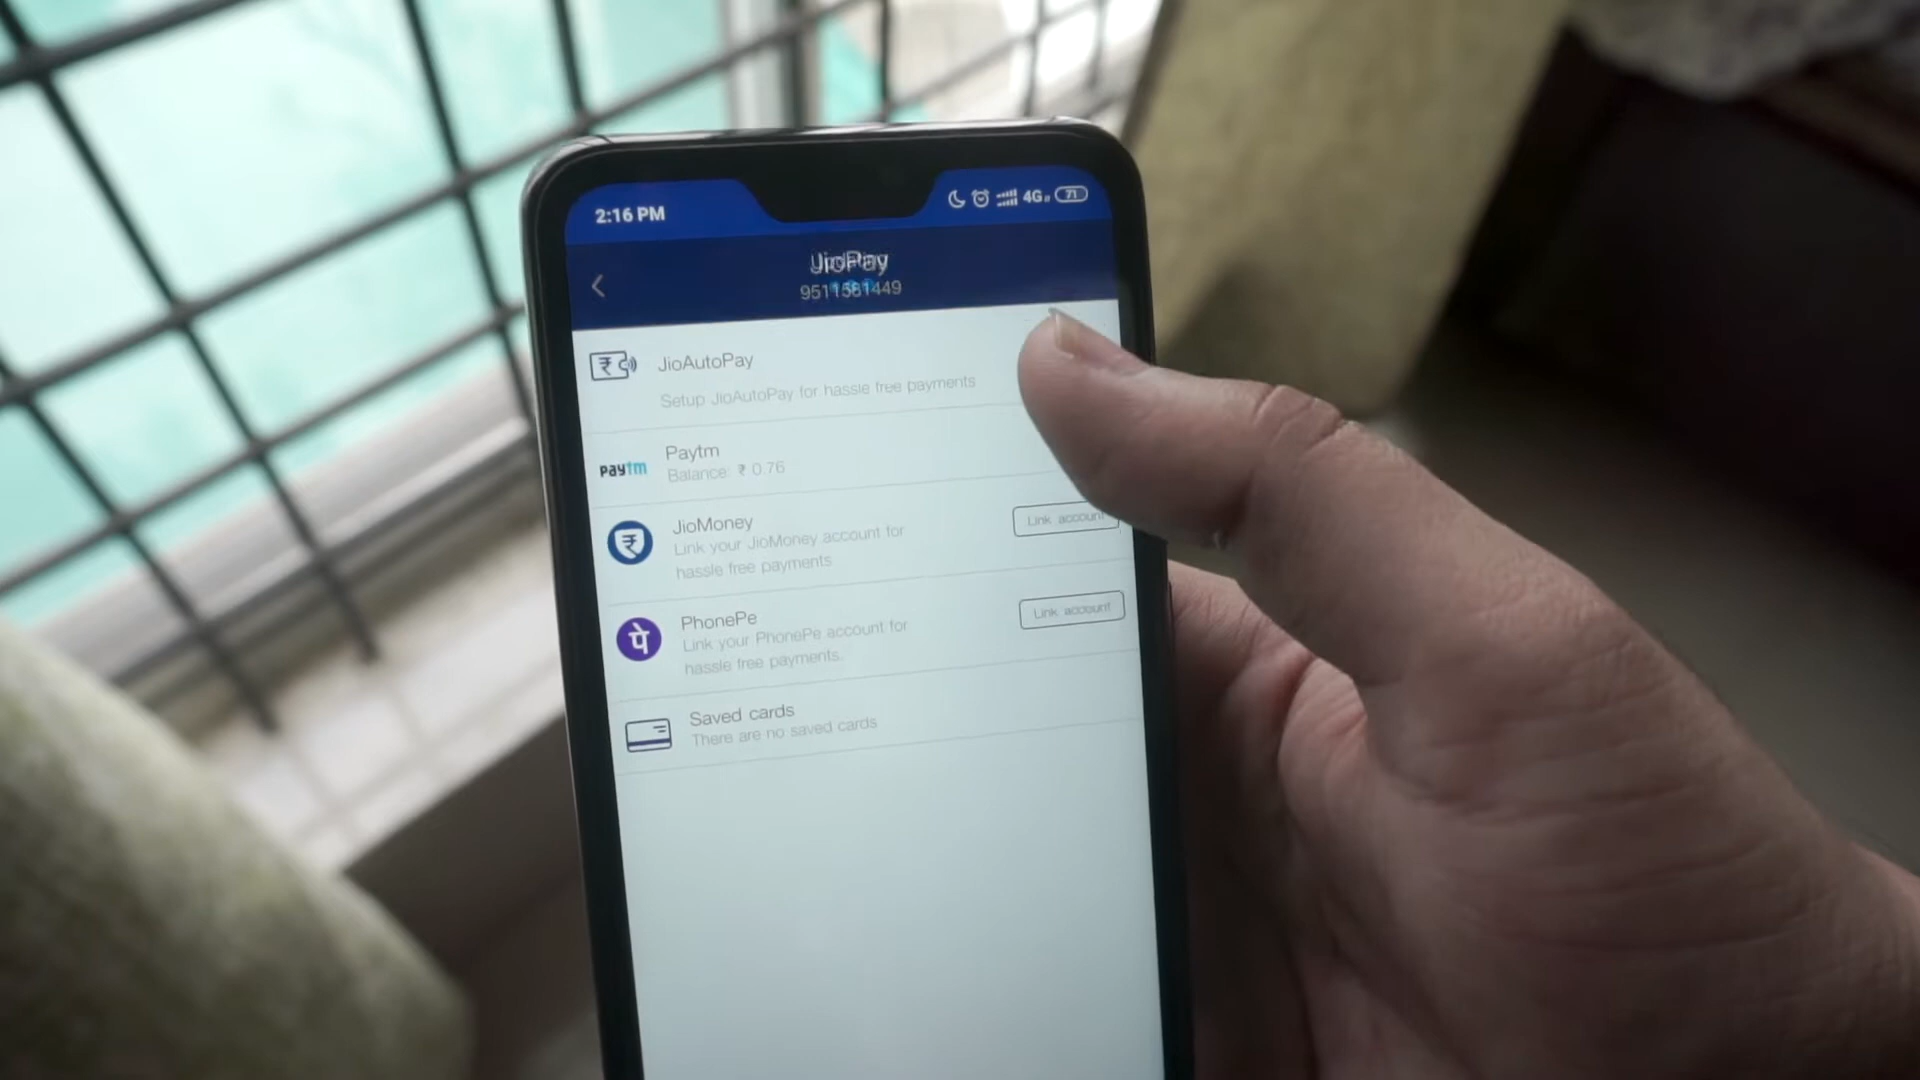 2:16 PM
4G
71
JioPay
9511581449
JioAutoPay
Setup JioAutoPay for hassle free payments
paytm
Paytm
Balance: ₹ 0.76
JioMoney
Link your JioMoney account for
hassle free payments
Link account
पे
PhonePe
Link your PhonePe account for
hassle free payments.
Link account
Saved cards
There are no saved cards